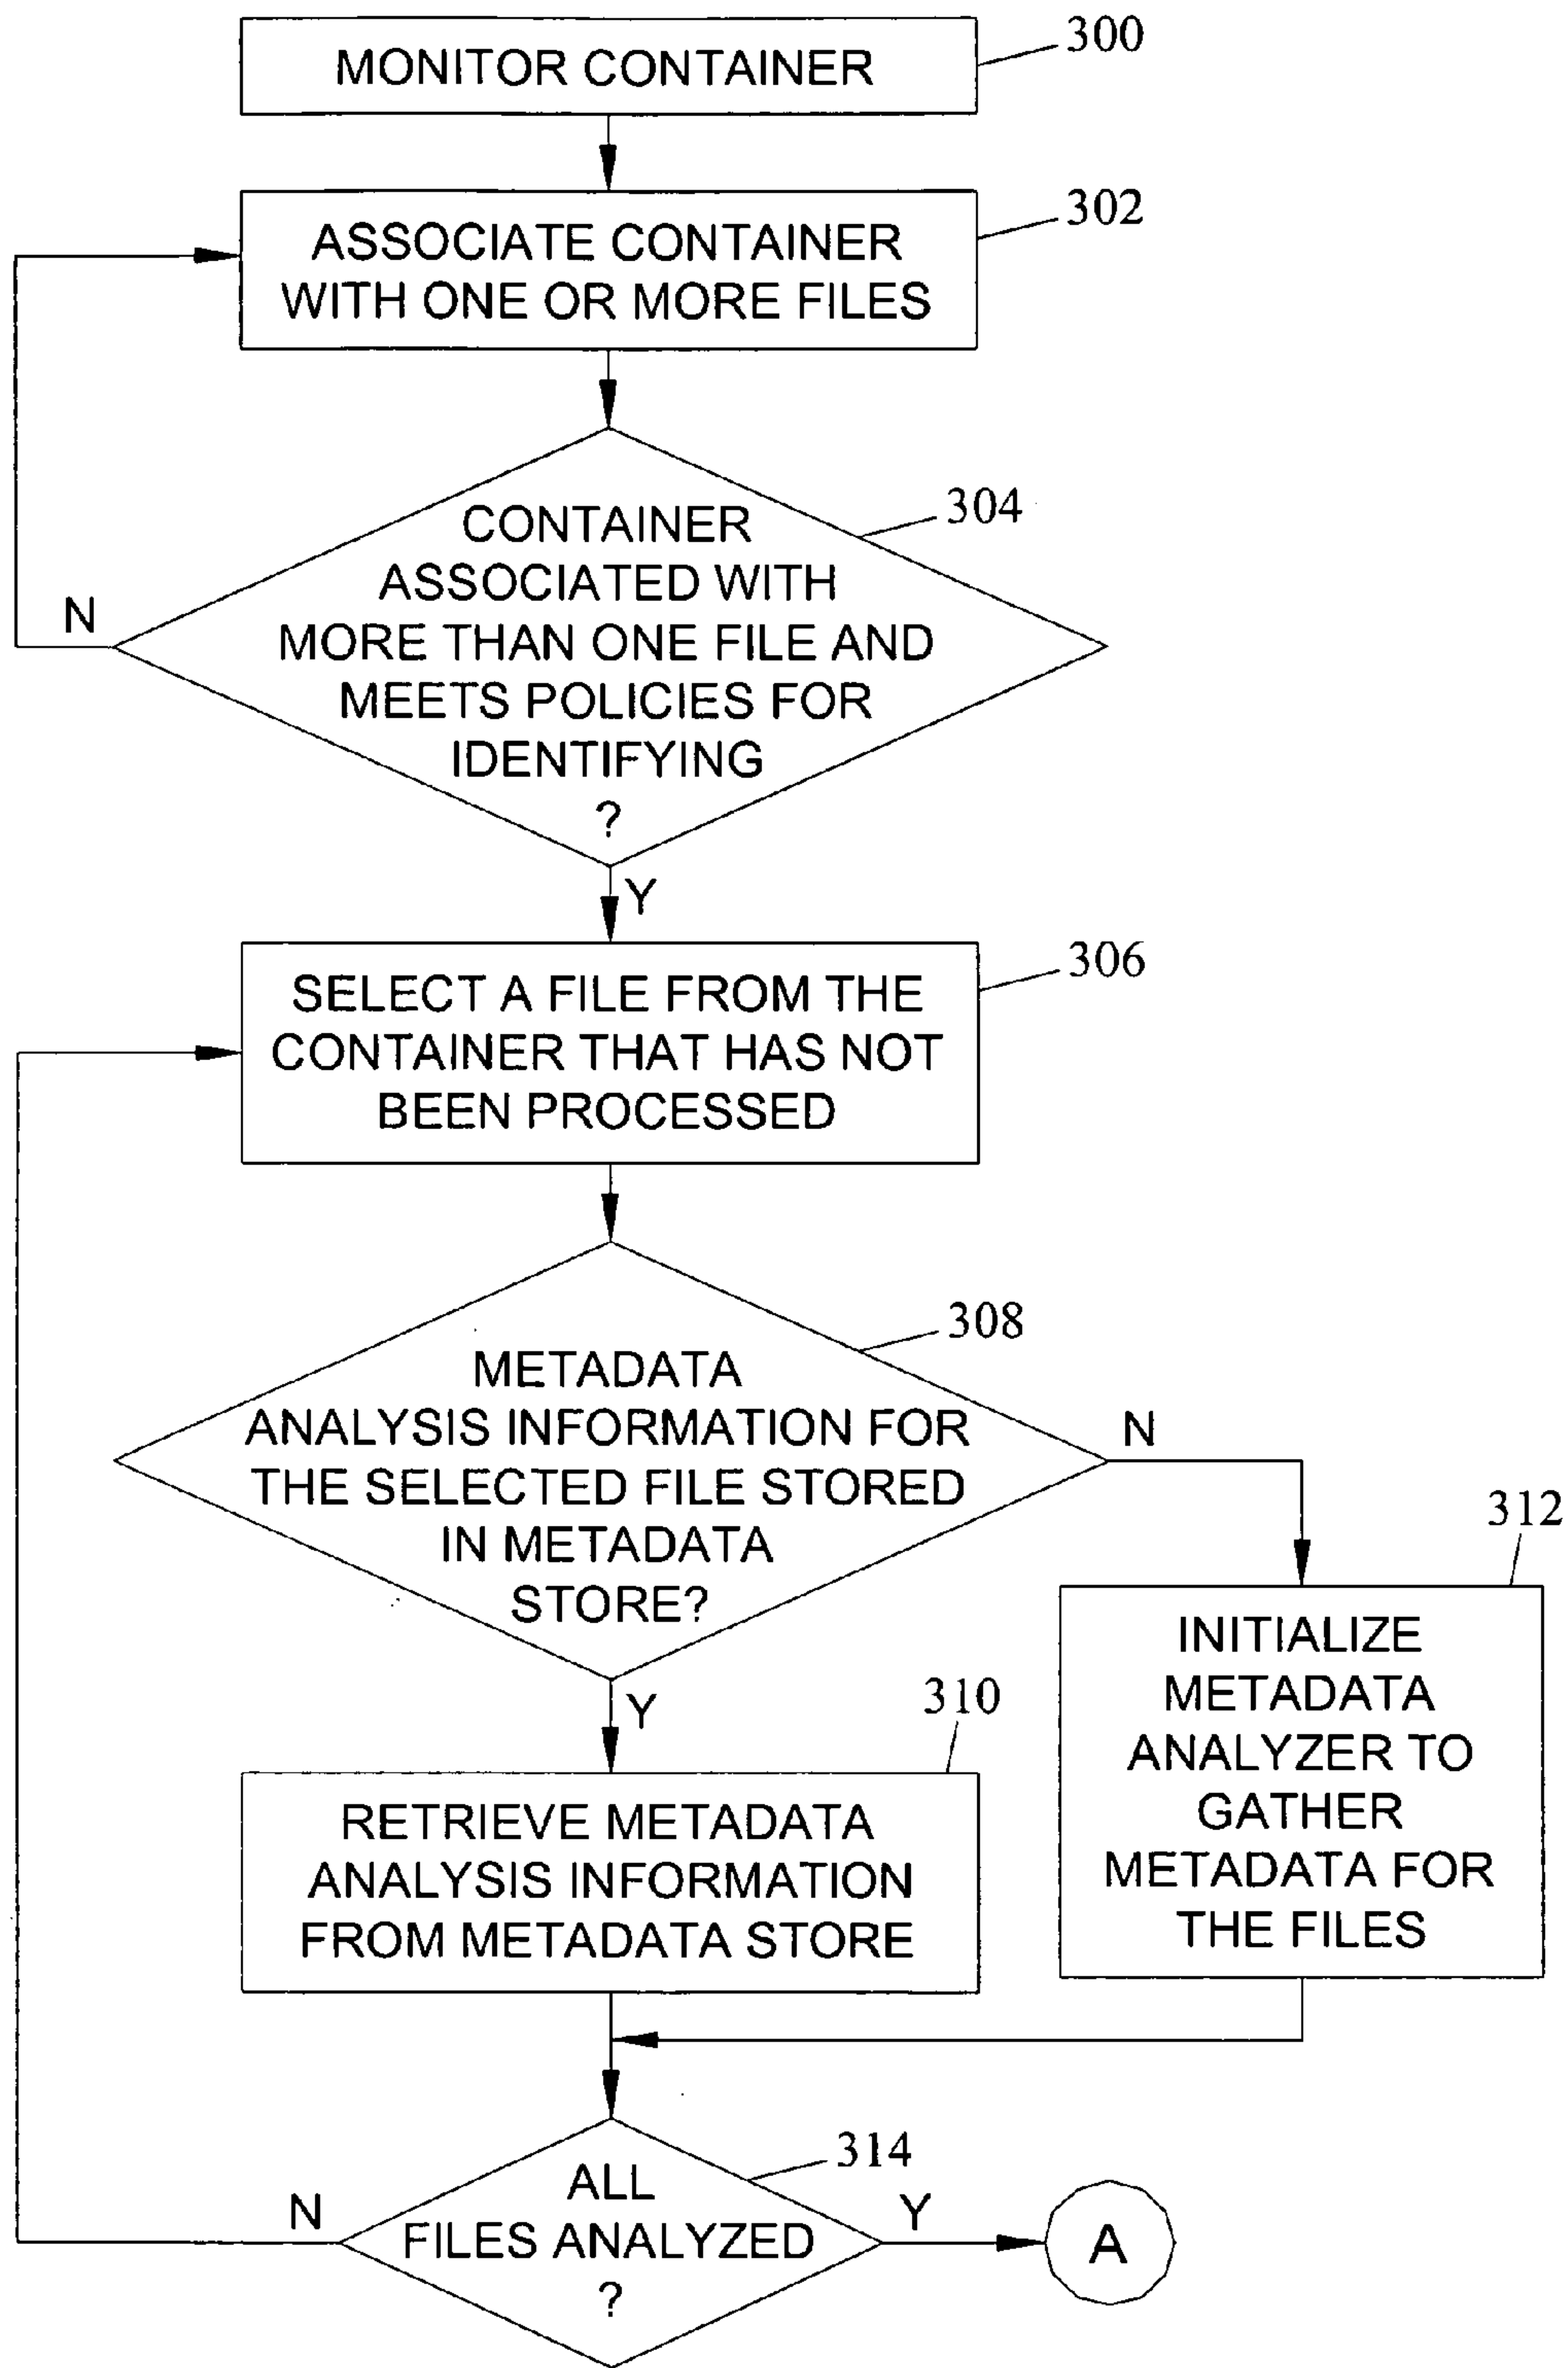 MONITOR CONTAINER
300
ASSOCIATE CONTAINER
WITH ONE OR MORE FILES
302
CONTAINER
ASSOCIATED WITH
MORE THAN ONE FILE AND
MEETS POLICIES FOR
IDENTIFYING
?
304
N
Y
SELECT A FILE FROM THE
CONTAINER THAT HAS NOT
BEEN PROCESSED
306
METADATA
ANALYSIS INFORMATION FOR
THE SELECTED FILE STORED
IN METADATA
STORE?
308
N
Y
312
INITIALIZE
METADATA
ANALYZER TO
GATHER
METADATA FOR
THE FILES
310
RETRIEVE METADATA
ANALYSIS INFORMATION
FROM METADATA STORE
ALL
FILES ANALYZED
?
314
N
Y
A